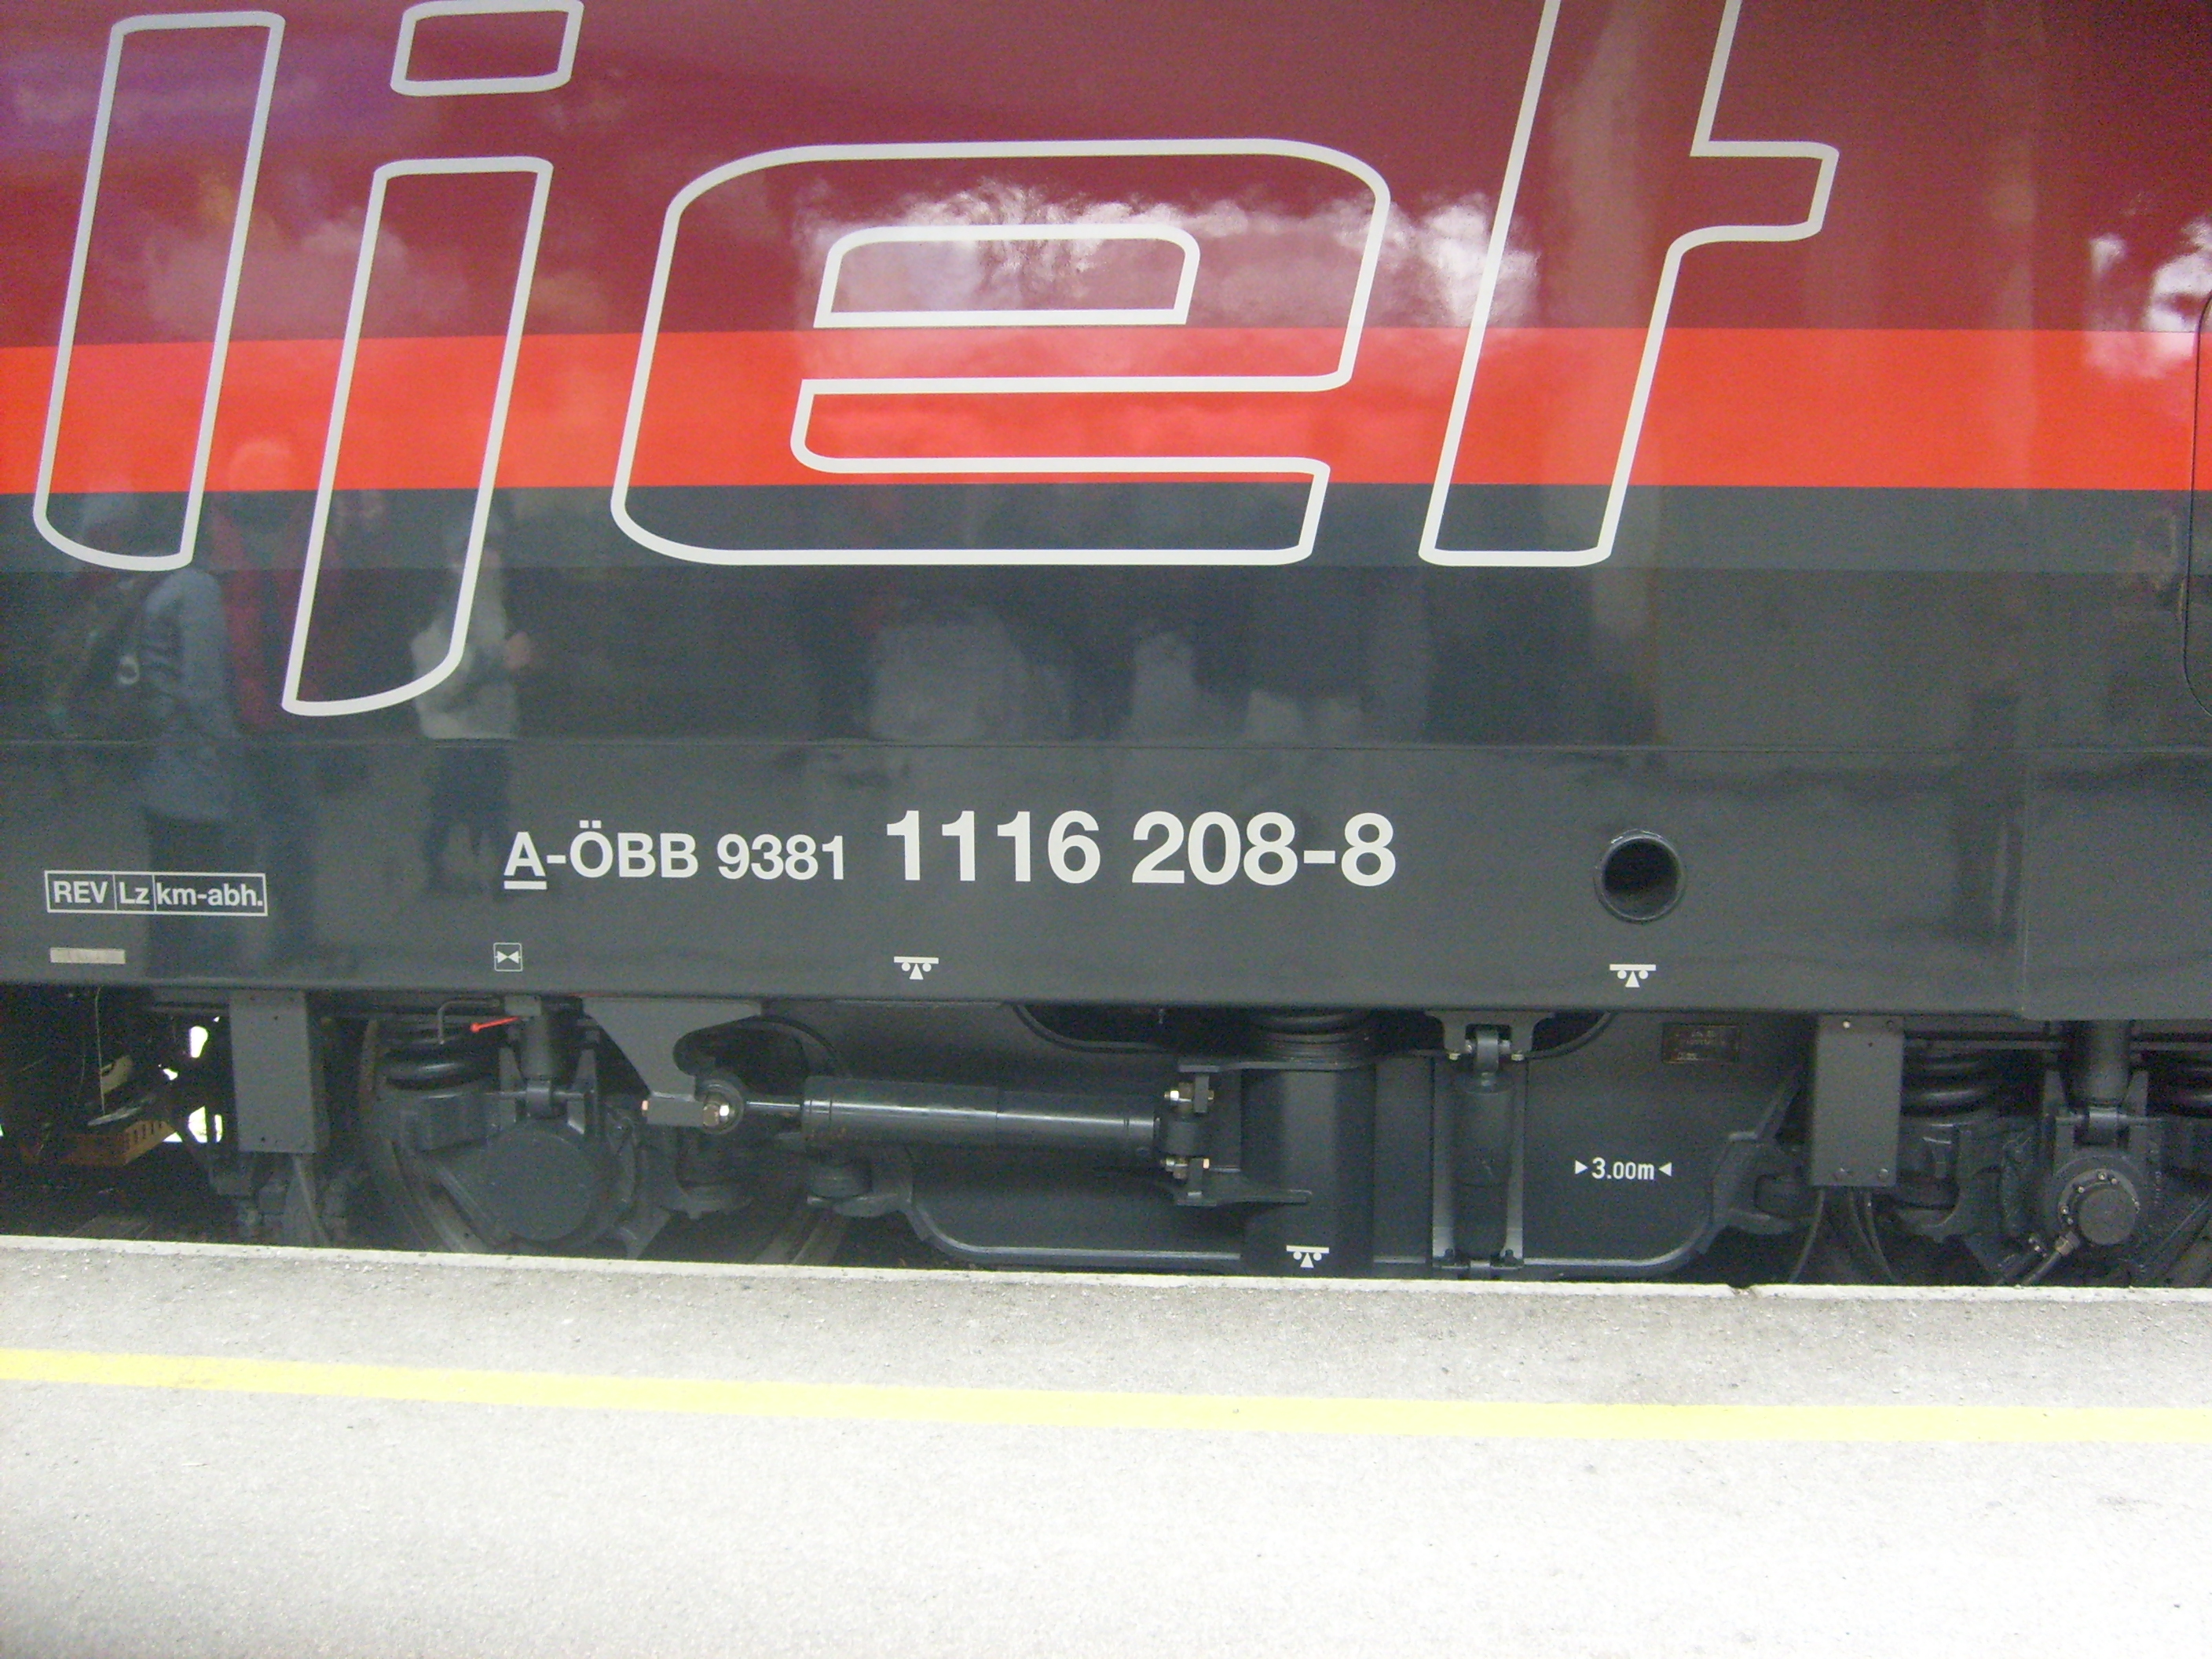 ljet
A-ÖBB 9381 1116 208-8
REV Lz km-abh.
3.00m